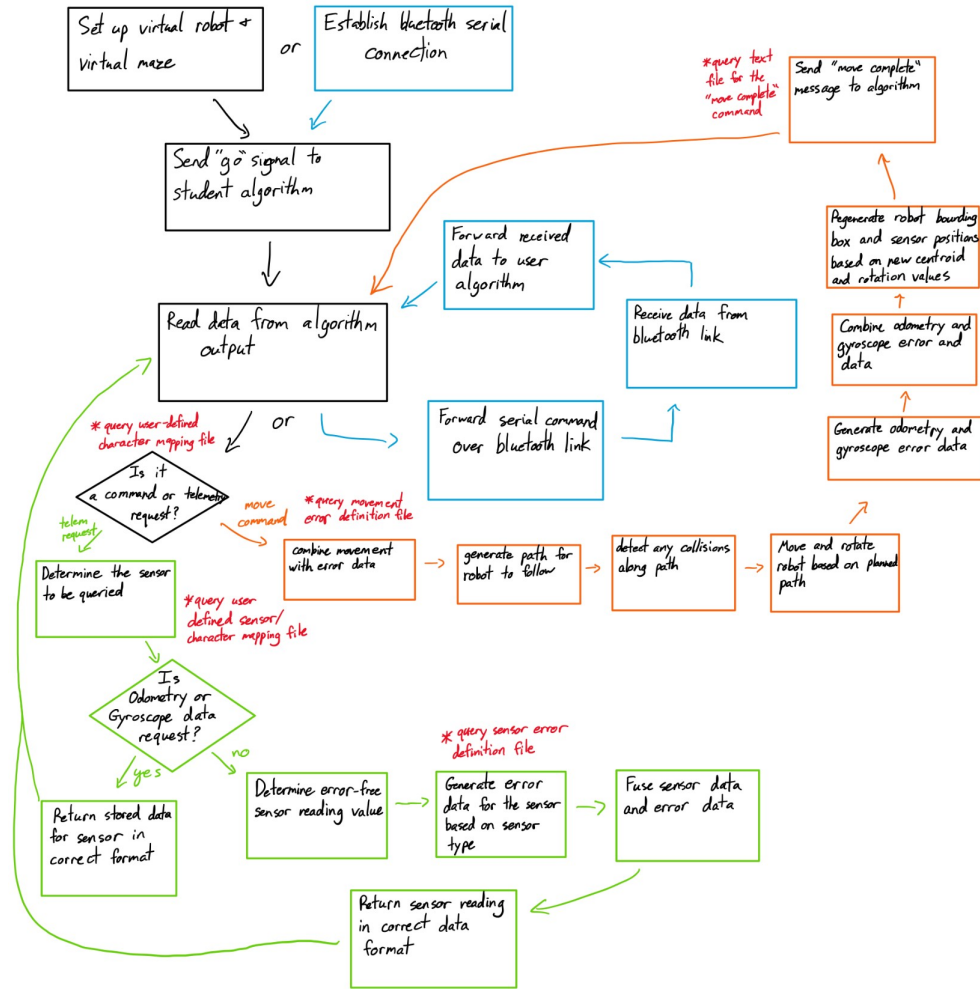 Set up virtual robot +
virtual maze
or
Establish bluetooth serial
connection
Send "go" signal to
student algorithm
Read data from algorithm
output
or
* query user-defined
character mapping file
Is it
a command or telemetry
request?
telem
request
move
command
* query movement
error definition file
Forward received
data to user
algorithm
Receive data from
bluetooth link
Forward serial command
over bluetooth link
* query text
file for the
"move complete"
command
Send "move complete"
message to algorithm
Regenerate robot bounding
box and sensor positions
based on new centroid
and rotation values
Combine odometry and
gyroscope error and
data
Generate odometry and
gyroscope error data
combine movement
with error data
generate path for
robot to follow
detect any collisions
along path
Move and rotate
robot based on planned
path
Determine the sensor
to be queried
* query user
defined sensor/
character mapping file
Is
Odometry or
Gyroscope data
request?
yes
no
Return stored data
for sensor in
correct format
Determine error-free
sensor reading value
* query sensor error
definition file
Generate error
data for the sensor
based on sensor
type
Fuse sensor data
and error data
Return sensor reading
in correct data
format